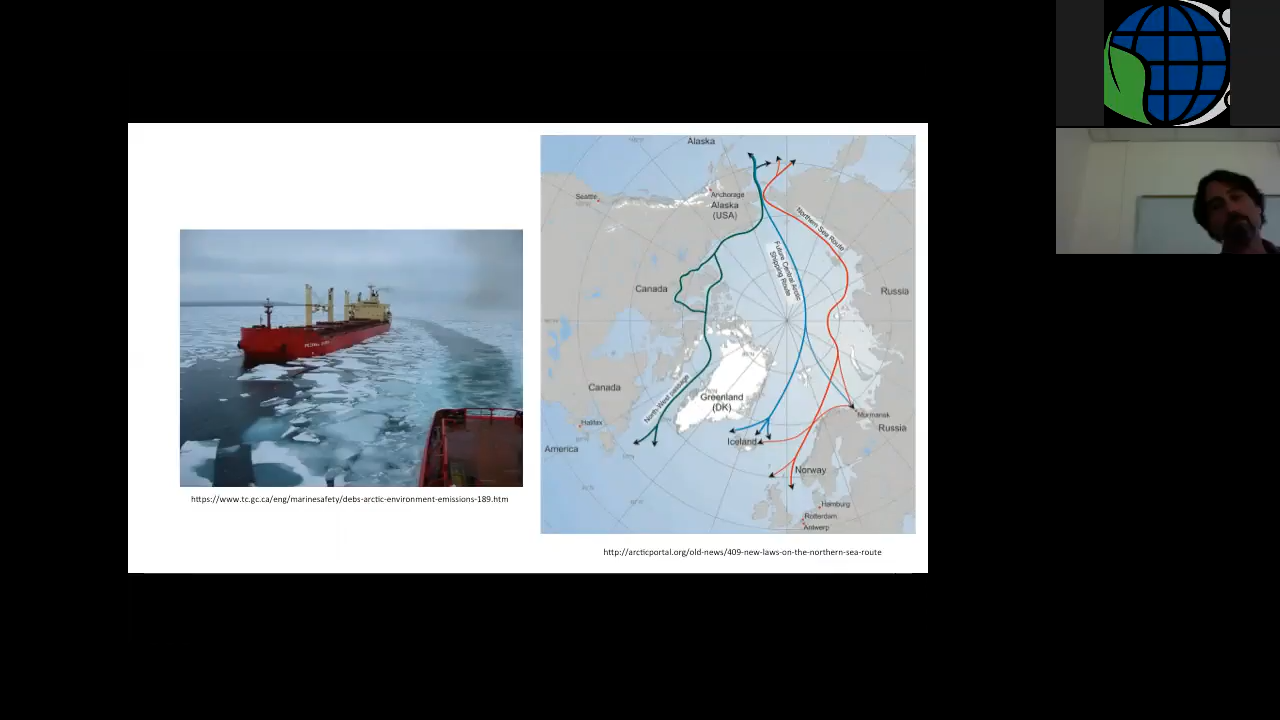 https://www.tc.gc.ca/eng/marinesafety/debs-arctic-environment-emissions-189.htm
Alaska
Seattle
Anchorage
Alaska
(USA)
Northern Sea Route
Future Central Arctic
Shipping Route
Canada
Russia
Canada
Greenland
(DK)
North West passage
Halifax
Murmansk
Russia
America
Iceland
Norway
Hamburg
Rotterdam
Antwerp
http://arcticportal.org/old-news/409-new-laws-on-the-northern-sea-route